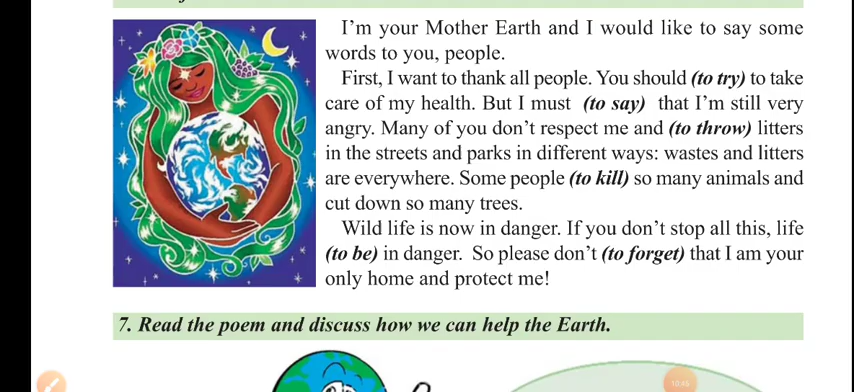 I'm your Mother Earth and I would like to say some
words to you, people.
First, I want to thank all people. You should (to try) to take
care of my health. But I must (to say) that I'm still very
angry. Many of you don't respect me and (to throw) litters
in the streets and parks in different ways: wastes and litters
are everywhere. Some people (to kill) so many animals and
cut down so many trees.
Wild life is now in danger. If you don't stop all this, life
(to be) in danger. So please don't (to forget) that I am your
only home and protect me!
7. Read the poem and discuss how we can help the Earth.